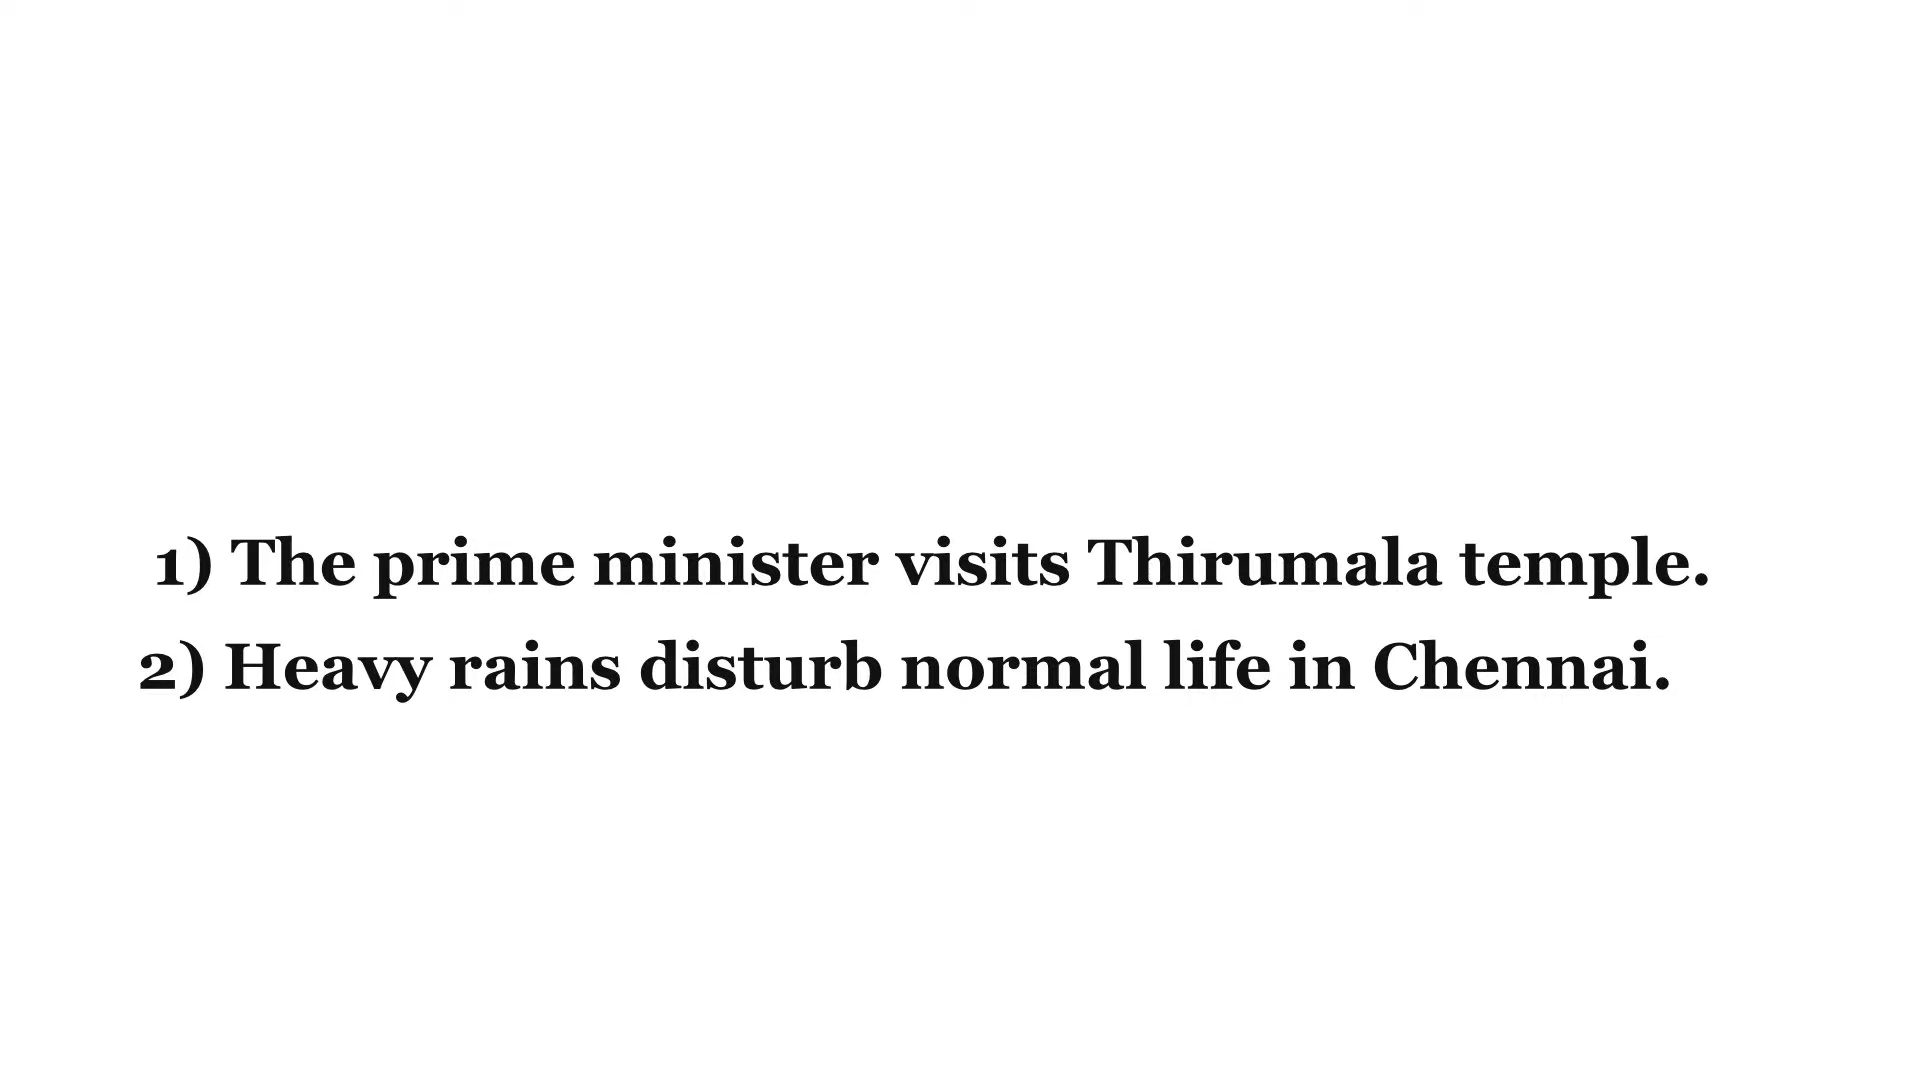 1) The prime minister visits Thirumala temple.
2) Heavy rains disturb normal life in Chennai.